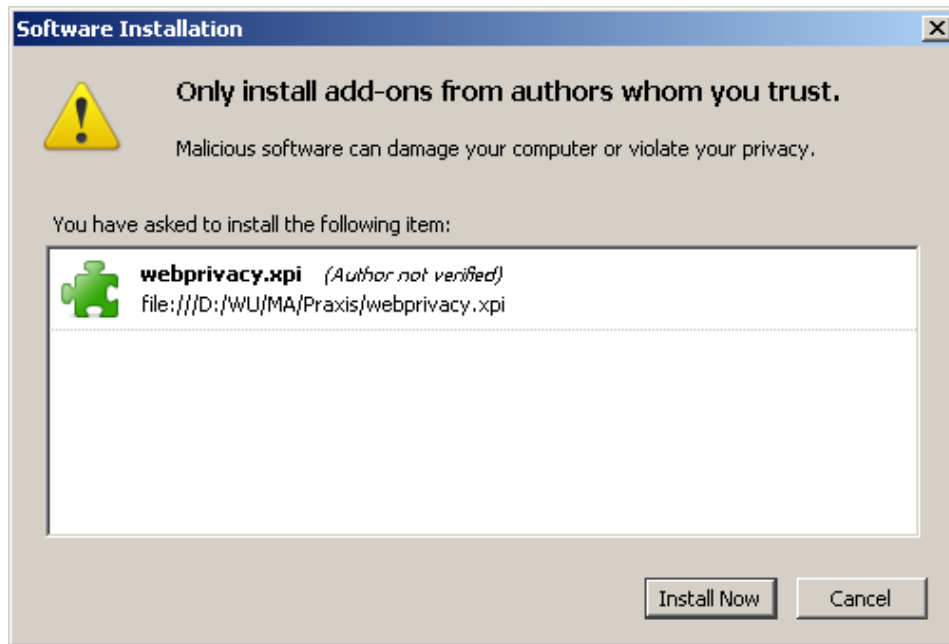 Software Installation
Only install add-ons from authors whom you trust.
Malicious software can damage your computer or violate your privacy.
You have asked to install the following item:
webprivacy.xpi (Author not verified)
file:///D:/WU/MA/Praxis/webprivacy.xpi
Install Now Cancel